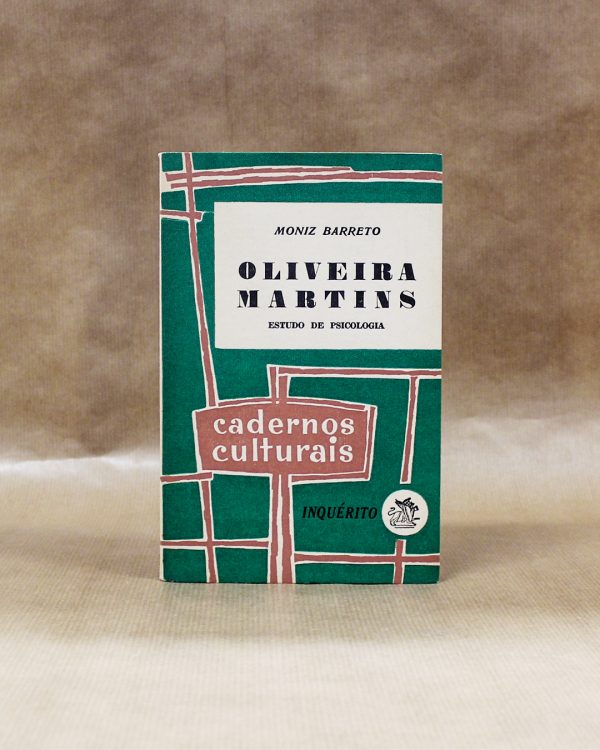 MONIZ BARRETO
OLIVEIRA
MARTINS
ESTUDO DE PSICOLOGIA
cadernos
culturais
INQUÉRITO